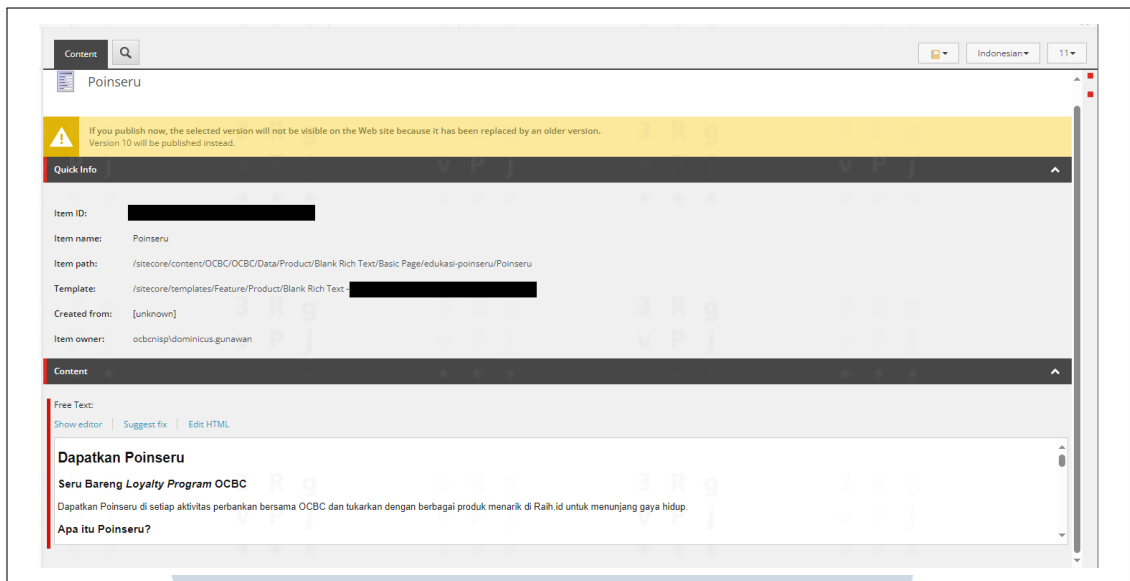 Content
Indonesian
11
Poinseru
If you publish now, the selected version will not be visible on the Web site because it has been replaced by an older version.
Version 10 will be published instead.
Quick Info
Item ID:
Item name: Poinseru
Item path: /sitecore/content/OCBC/OCBC/Data/Product/Blank Rich Text/Basic Page/edukasi-poinseru/Poinseru
Template: /sitecore/templates/Feature/Product/Blank Rich Text -
Created from: [unknown]
Item owner: ocbcnisp\dominicus.gunawan
Content
Free Text:
Show editor | Suggest fix | Edit HTML
Dapatkan Poinseru
Seru Bareng Loyalty Program OCBC
Dapatkan Poinseru di setiap aktivitas perbankan bersama OCBC dan tukarkan dengan berbagai produk menarik di Raih.id untuk menunjang gaya hidup.
Apa itu Poinseru?